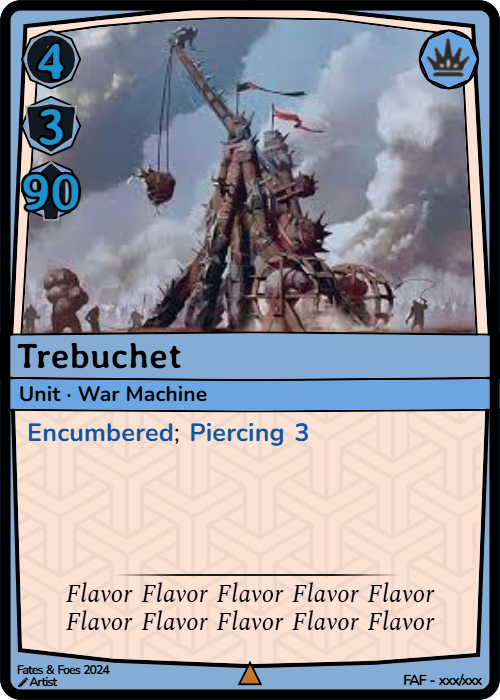 4
3
90
Trebuchet
Unit · War Machine
Encumbered; Piercing 3
Flavor Flavor Flavor Flavor Flavor
Flavor Flavor Flavor Flavor Flavor
Fates & Foes 2024
Artist
FAF - xxx/xxx